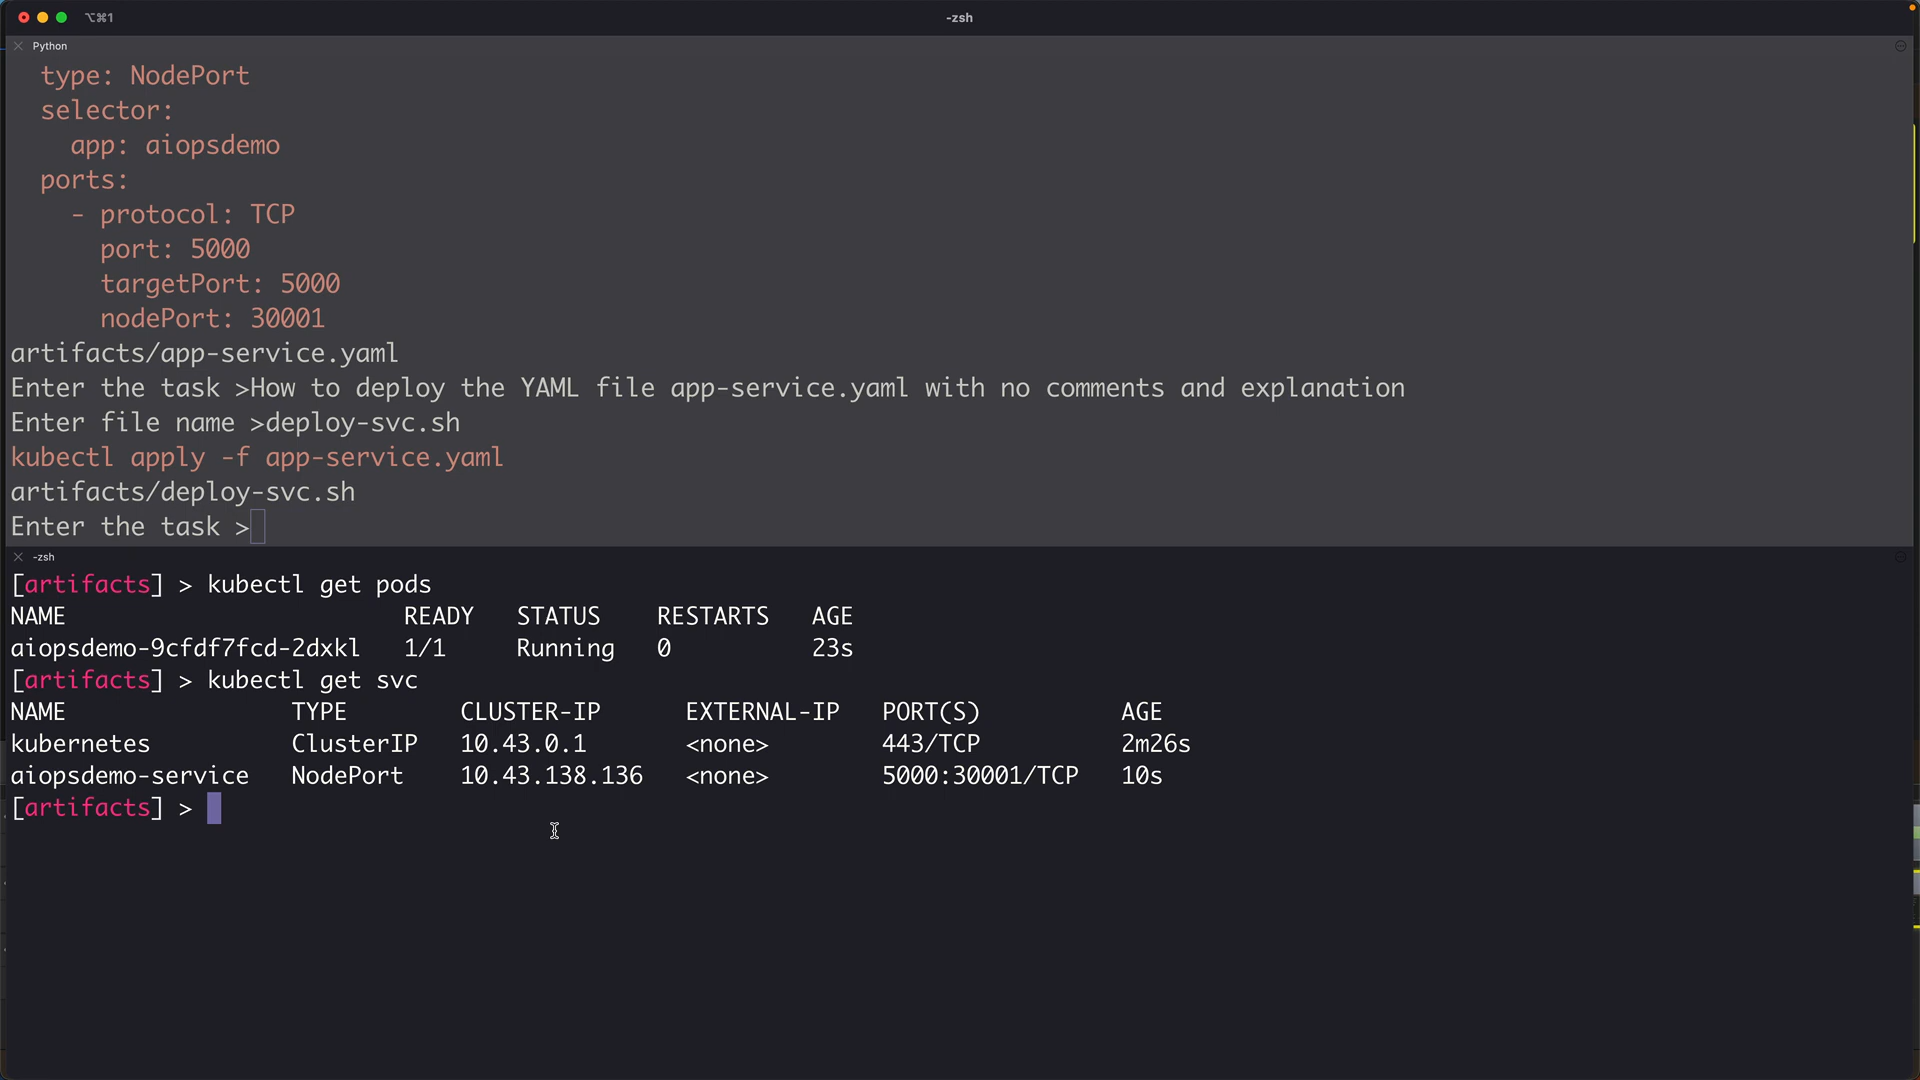 ⌥⌘1
-zsh
Python
type: NodePort
selector:
app: aiopsdemo
ports:
- protocol: TCP
port: 5000
targetPort: 5000
nodePort: 30001
artifacts/app-service.yaml
Enter the task >How to deploy the YAML file app-service.yaml with no comments and explanation
Enter file name >deploy-svc.sh
kubectl apply -f app-service.yaml
artifacts/deploy-svc.sh
Enter the task >
-zsh
[artifacts] > kubectl get pods
NAME READY STATUS RESTARTS AGE
aiopsdemo-9cfdf7fcd-2dxkl 1/1 Running 0 23s
[artifacts] > kubectl get svc
NAME TYPE CLUSTER-IP EXTERNAL-IP PORT(S) AGE
kubernetes ClusterIP 10.43.0.1 <none> 443/TCP 2m26s
aiopsdemo-service NodePort 10.43.138.136 <none> 5000:30001/TCP 10s
[artifacts] >